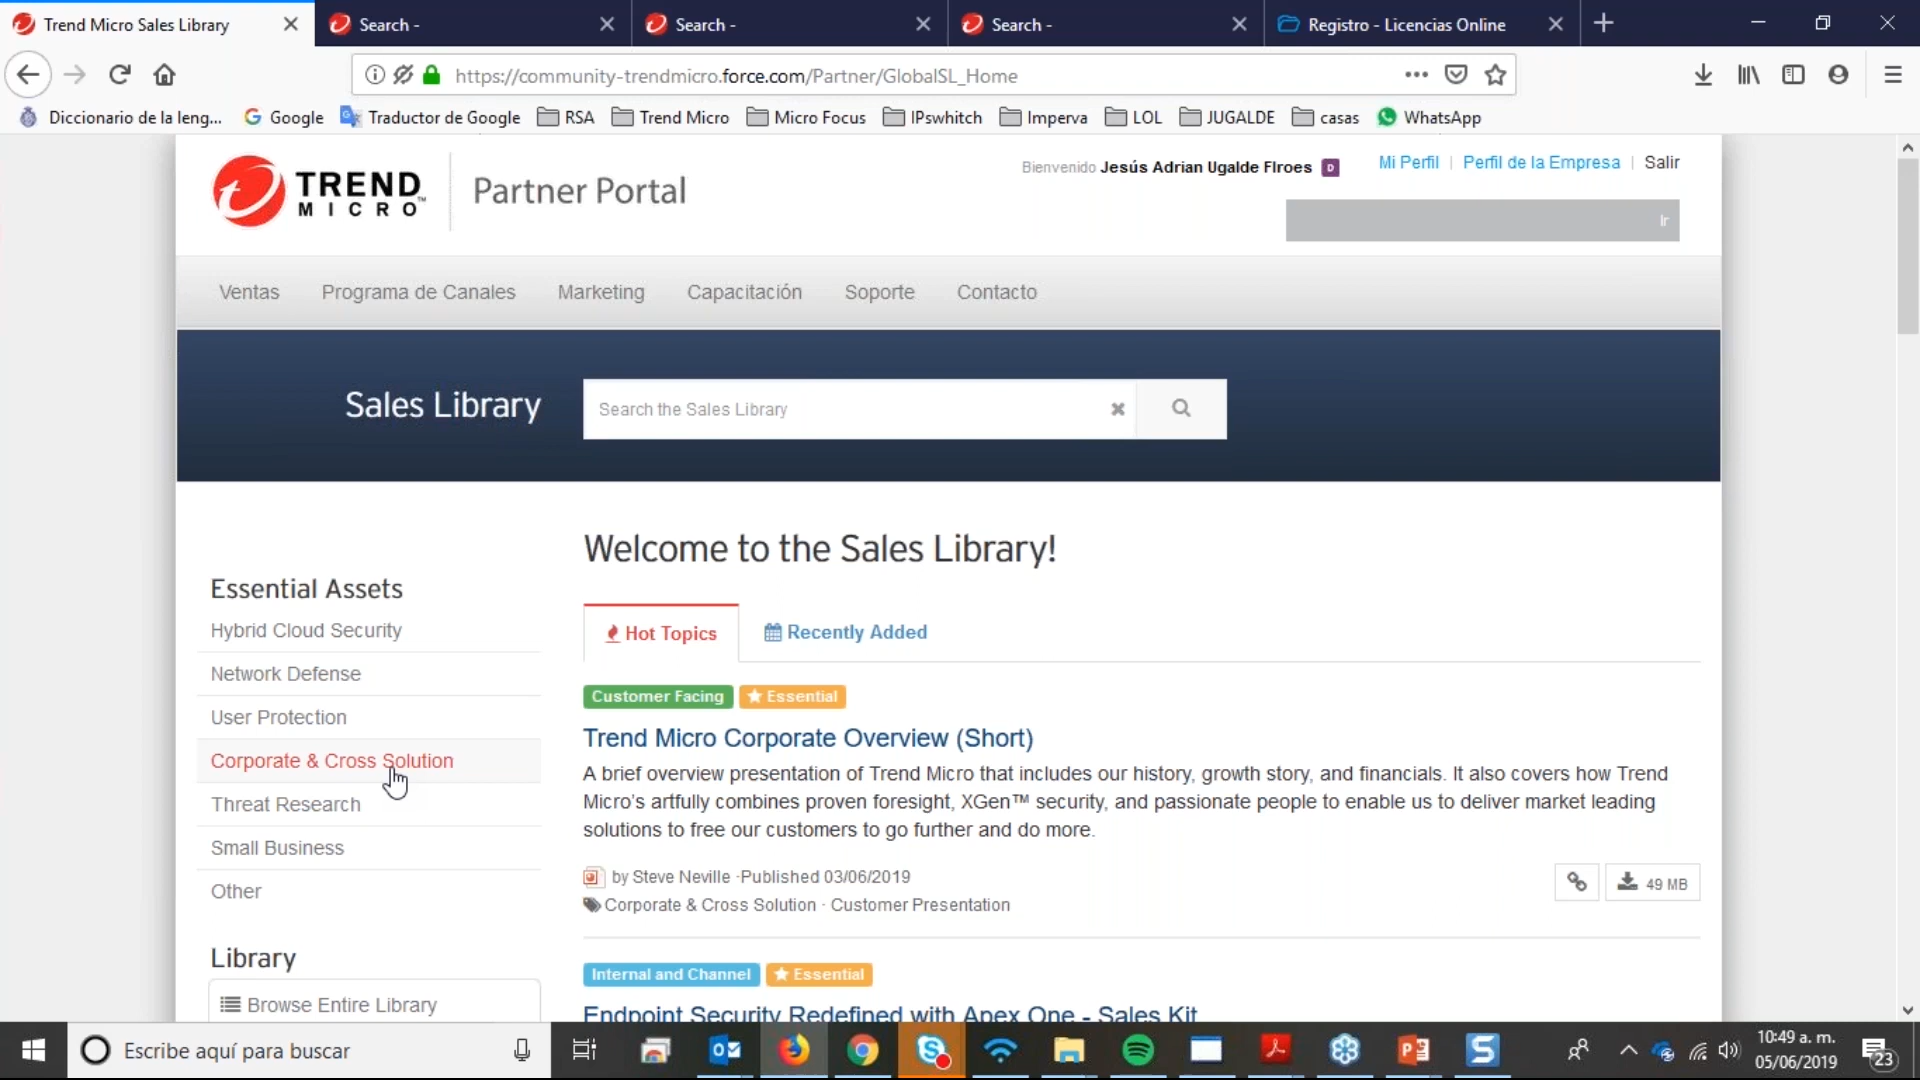 Trend Micro Sales Library
Search -
Search -
Search -
Registro - Licencias Online
https://community-trendmicro.force.com/Partner/GlobalSL_Home
Diccionario de la leng...
Google
Traductor de Google
RSA
Trend Micro
Micro Focus
IPswhitch
Imperva
LOL
JUGALDE
casas
WhatsApp
TREND
MICRO™
Partner Portal
Bienvenido Jesús Adrian Ugalde Flroes D
Mi Perfil | Perfil de la Empresa | Salir
Ir
Ventas
Programa de Canales
Marketing
Capacitación
Soporte
Contacto
Sales Library
Search the Sales Library
Essential Assets
Hybrid Cloud Security
Network Defense
User Protection
Corporate & Cross Solution
Threat Research
Small Business
Other
Library
Browse Entire Library
Welcome to the Sales Library!
Hot Topics
Recently Added
Customer Facing
Essential
Trend Micro Corporate Overview (Short)
A brief overview presentation of Trend Micro that includes our history, growth story, and financials. It also covers how Trend
Micro's artfully combines proven foresight, XGen™ security, and passionate people to enable us to deliver market leading
solutions to free our customers to go further and do more.
by Steve Neville ·Published 03/06/2019
49 MB
Corporate & Cross Solution · Customer Presentation
Internal and Channel
Essential
Endpoint Security Redefined with Apex One - Sales Kit
Escribe aquí para buscar
10:49 a. m.
05/06/2019
23